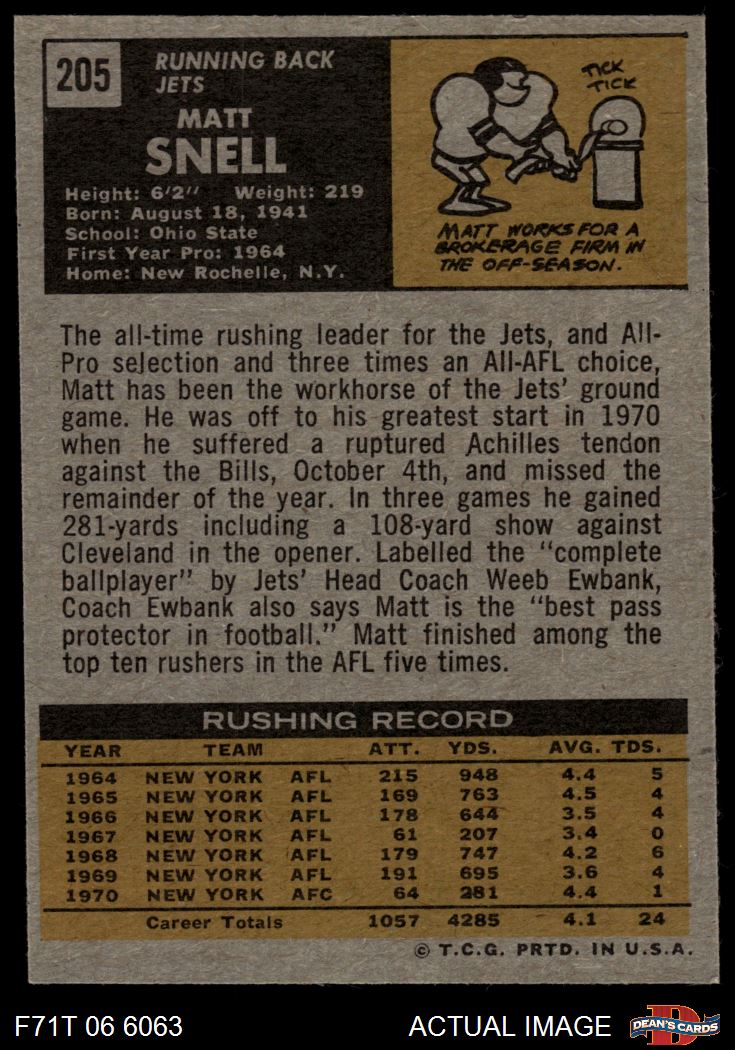 205
RUNNING BACK
JETS
MATT
SNELL
Height: 6'2" Weight: 219
Born: August 18, 1941
School: Ohio State
First Year Pro: 1964
Home: New Rochelle, N.Y.
TICK
TICK
MATT WORKS FOR A
BROKERAGE FIRM IN
THE OFF-SEASON.
The all-time rushing leader for the Jets, and All-
Pro selection and three times an All-AFL choice,
Matt has been the workhorse of the Jets' ground
game. He was off to his greatest start in 1970
when he suffered a ruptured Achilles tendon
against the Bills, October 4th, and missed the
remainder of the year. In three games he gained
281-yards including a 108-yard show against
Cleveland in the opener. Labelled the "complete
ballplayer" by Jets' Head Coach Weeb Ewbank,
Coach Ewbank also says Matt is the "best pass
protector in football." Matt finished among the
top ten rushers in the AFL five times.
RUSHING RECORD
YEAR TEAM ATT. YDS. AVG. TDS.
1964 NEW YORK AFL 215 948 4.4 5
1965 NEW YORK AFL 169 763 4.5 4
1966 NEW YORK AFL 178 644 3.5 4
1967 NEW YORK AFL 61 207 3.4 0
1968 NEW YORK AFL 179 747 4.2 6
1969 NEW YORK AFL 191 695 3.6 4
1970 NEW YORK AFC 64 281 4.4 1
Career Totals 1057 4285 4.1 24
© T.C.G. PRTD. IN U.S.A.
F71T 06 6063
ACTUAL IMAGE
D
DEAN'S CARDS